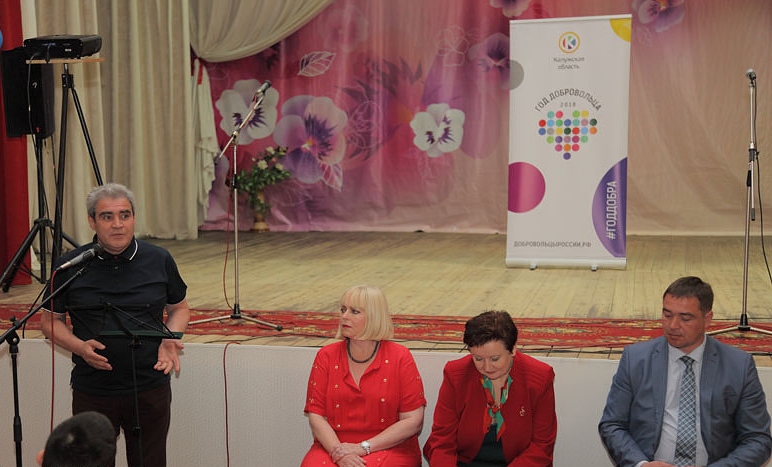 К
Калужская
область
ГОД ДОБРОВОЛЬЦА
2018
#ГОДДОБРА
ДОБРОВОЛЬЦЫРОССИИ.РФ